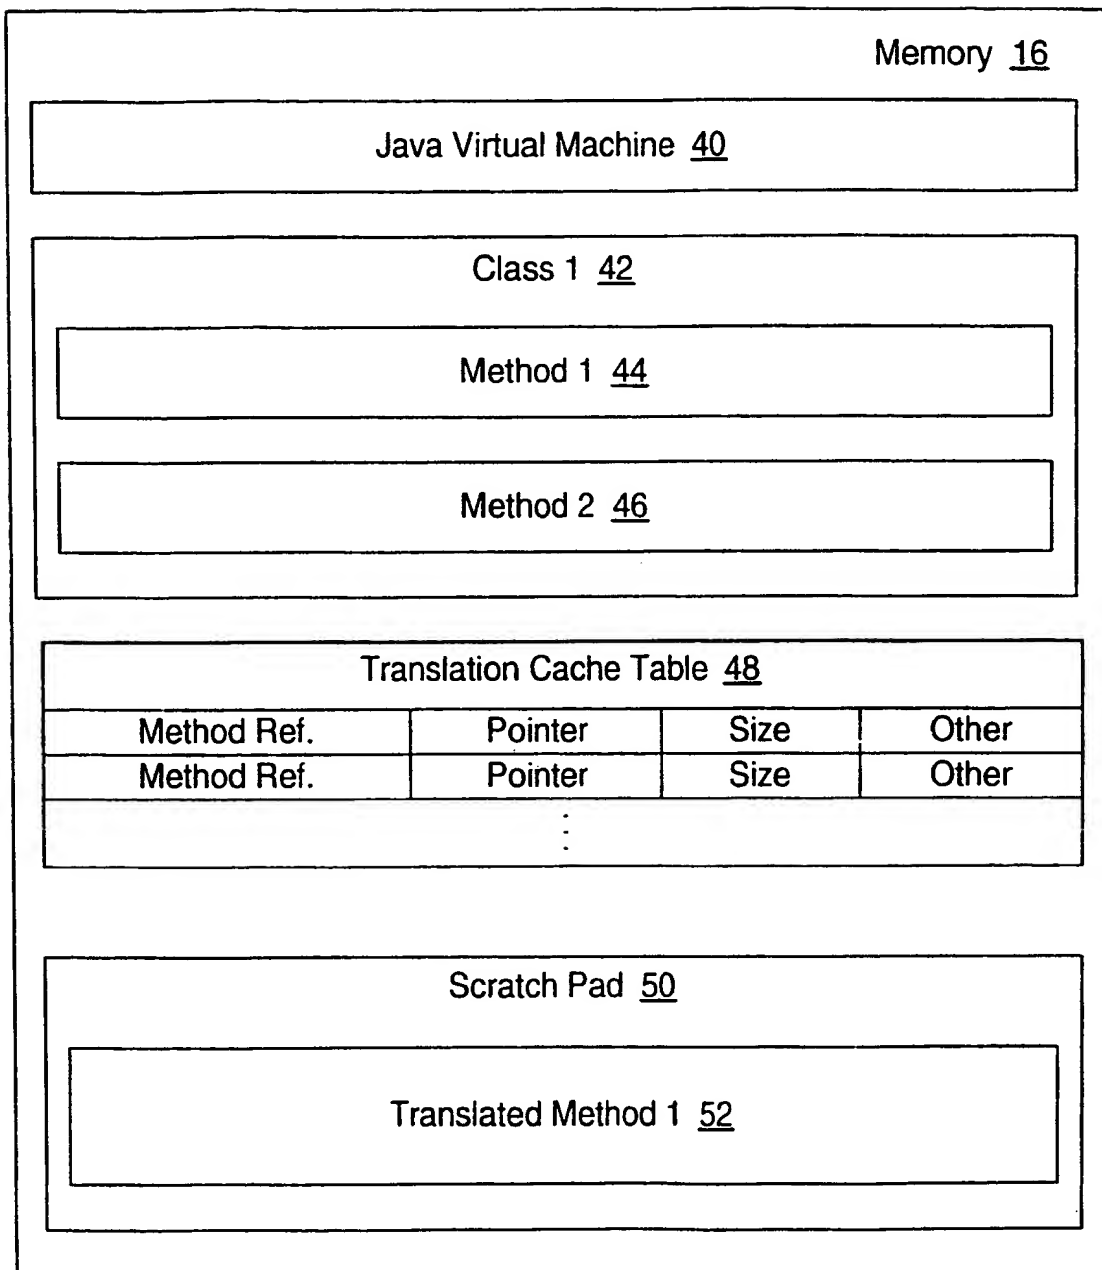 Memory 16
Java Virtual Machine 40
Class 1 42
Method 1 44
Method 2 46
Translation Cache Table 48
Method Ref. Pointer Size Other
Method Ref. Pointer Size Other
Scratch Pad 50
Translated Method 1 52